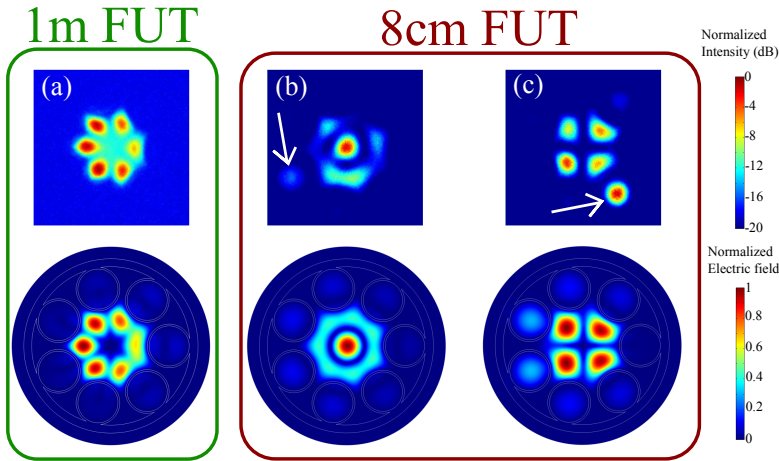 1m FUT
8cm FUT
(a)
(b)
(c)
Normalized
Intensity (dB)
0
-4
-8
-12
-16
-20
Normalized
Electric field
1
0.8
0.6
0.4
0.2
0